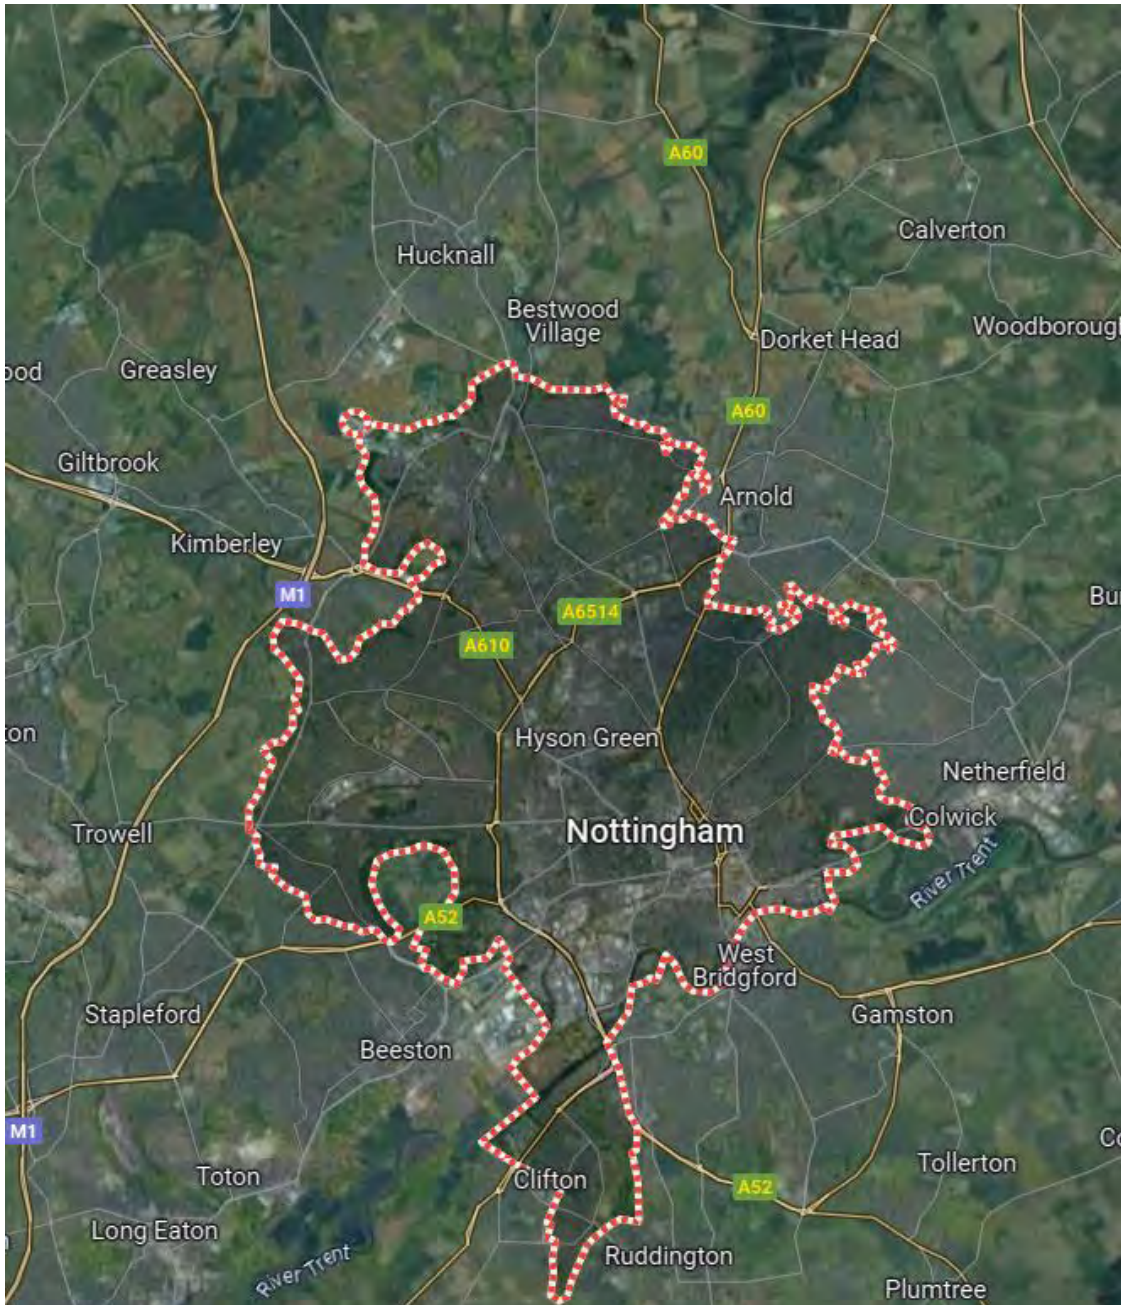 A60
Calverton
Hucknall
Bestwood
Village
Woodboroug
Dorket Head
ood
Greasley
A60
Giltbrook
Arnold
Kimberley
M1
Bu
A6514
A610
ton
Hyson Green
Netherfield
Trowell
Nottingham
Colwick
River Trent
A52
West
Bridgford
Stapleford
Gamston
Beeston
M1
Co
Toton
Clifton
A52
Tollerton
Long Eaton
River Trent
Ruddington
Plumtree